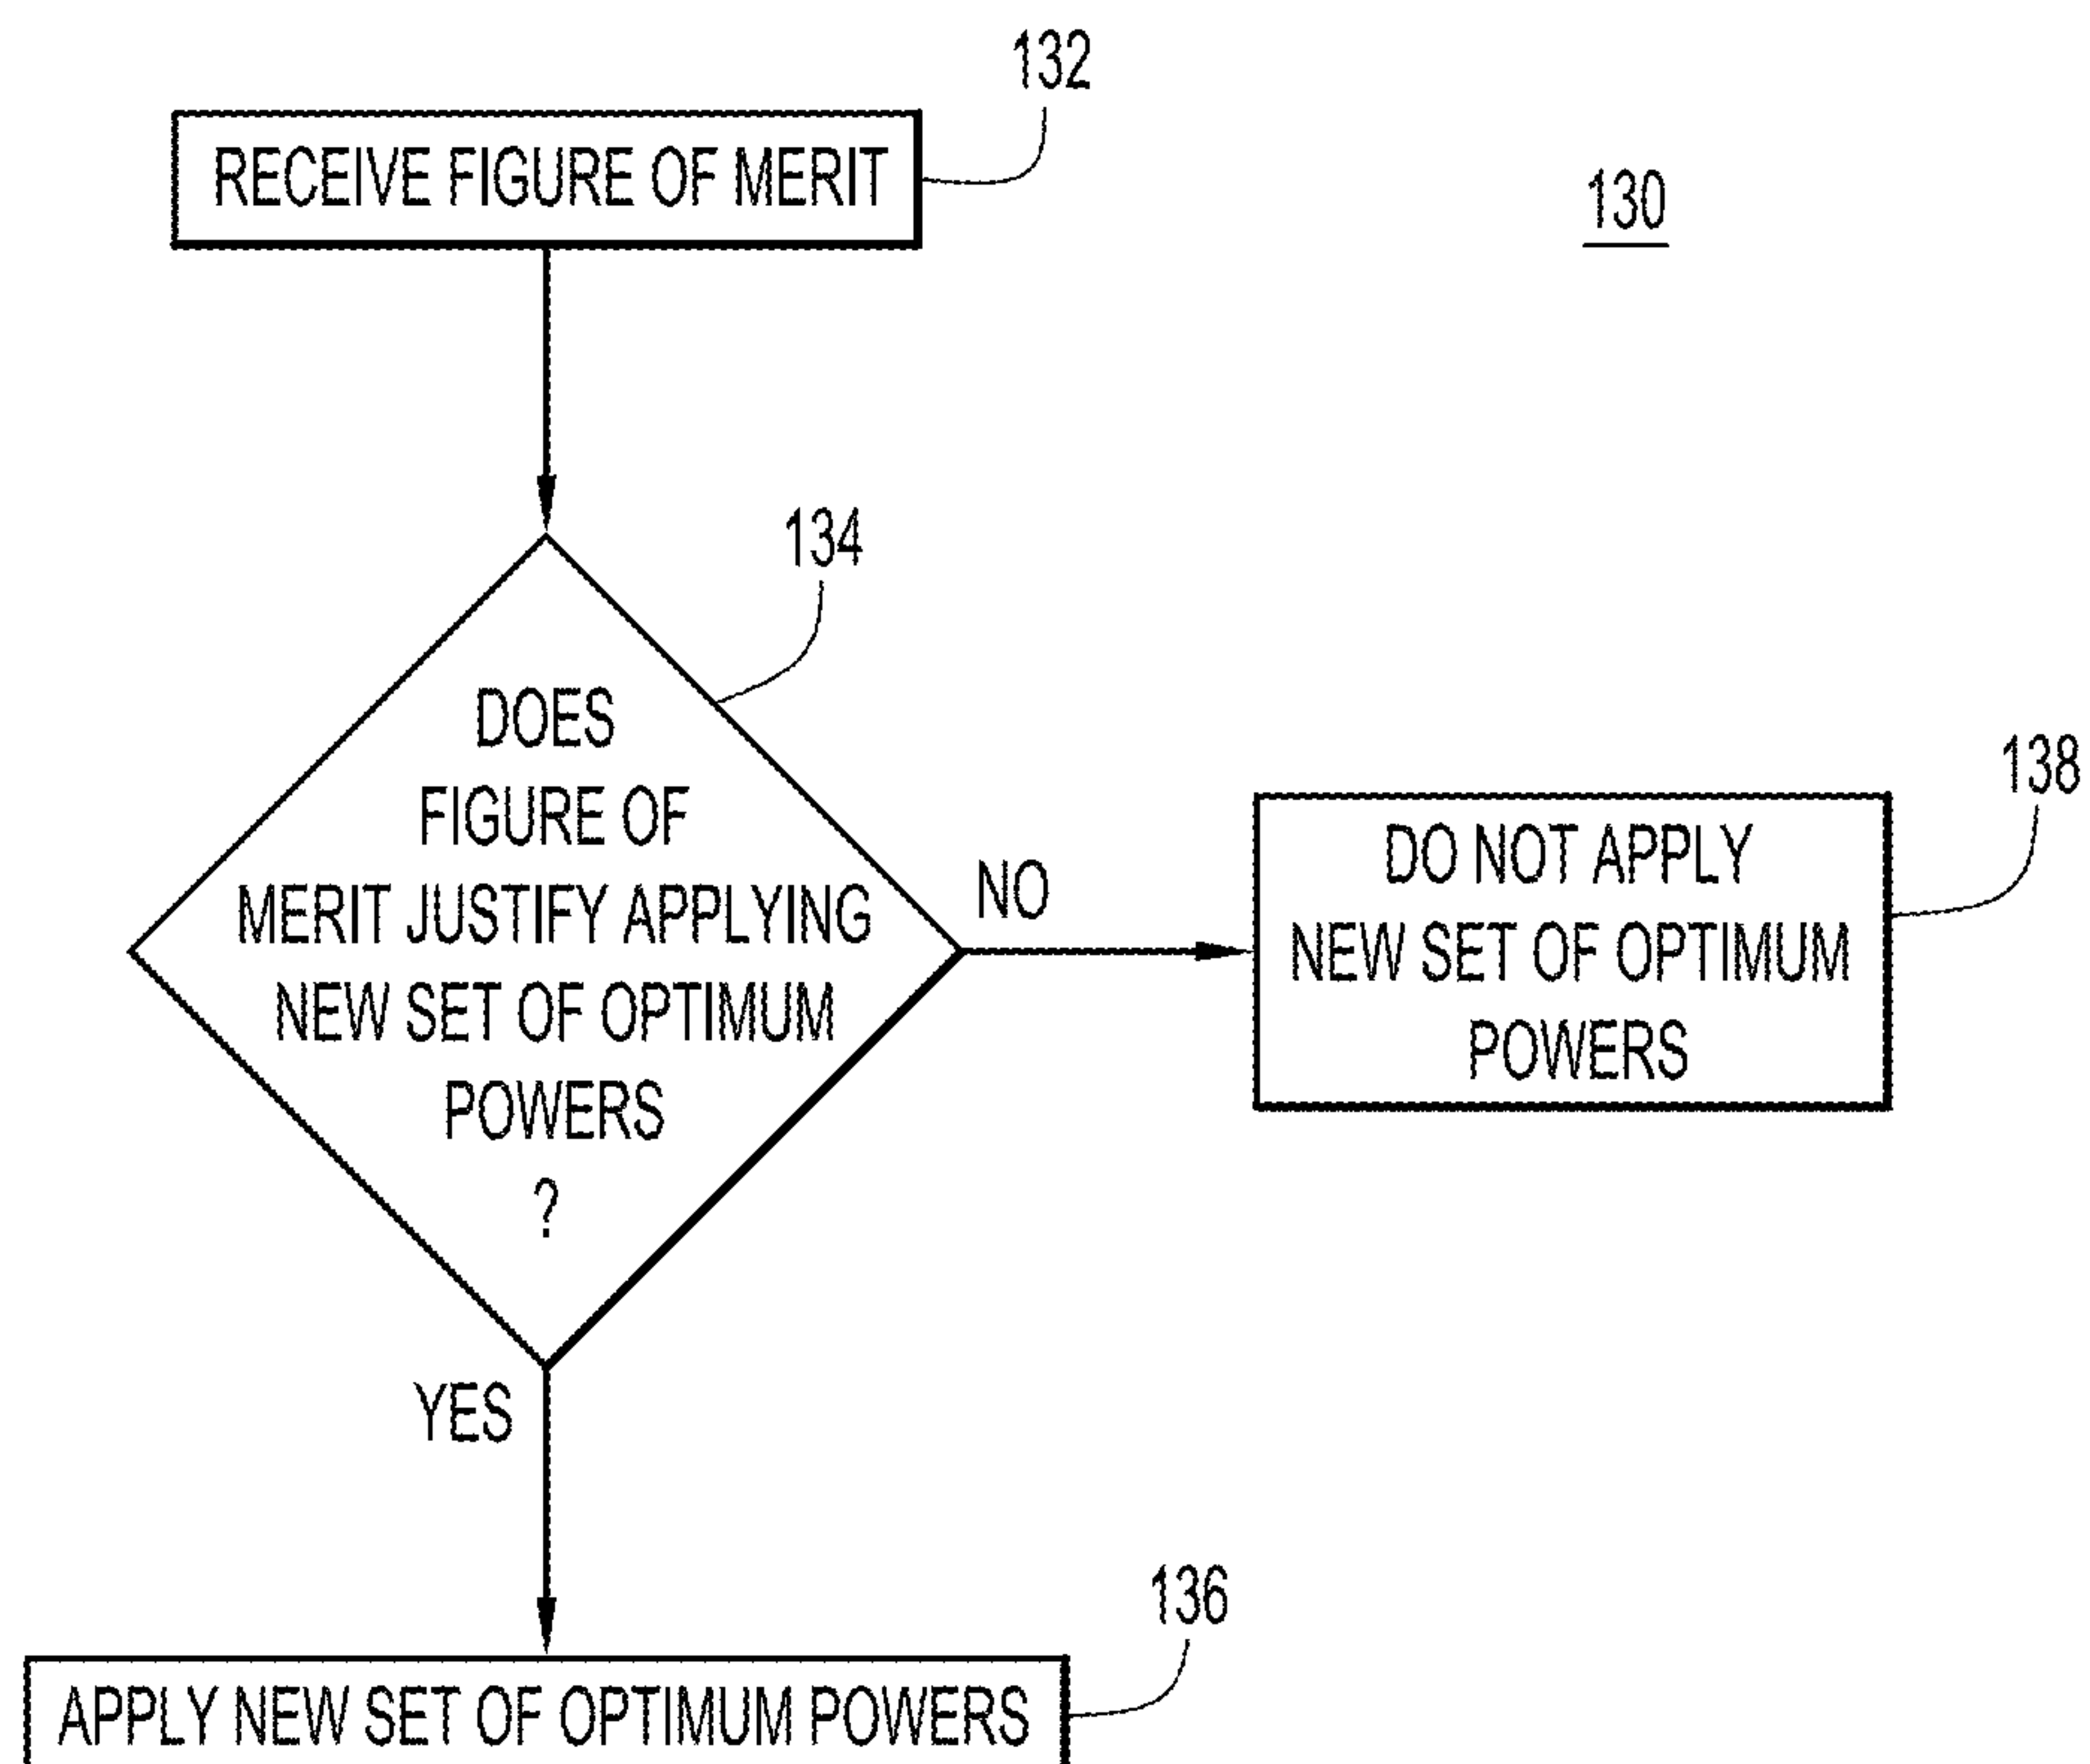 132
RECEIVE FIGURE OF MERIT
130
134
DOES
FIGURE OF
MERIT JUSTIFY APPLYING
NEW SET OF OPTIMUM
POWERS
?
NO
138
DO NOT APPLY
NEW SET OF OPTIMUM
POWERS
YES
136
APPLY NEW SET OF OPTIMUM POWERS